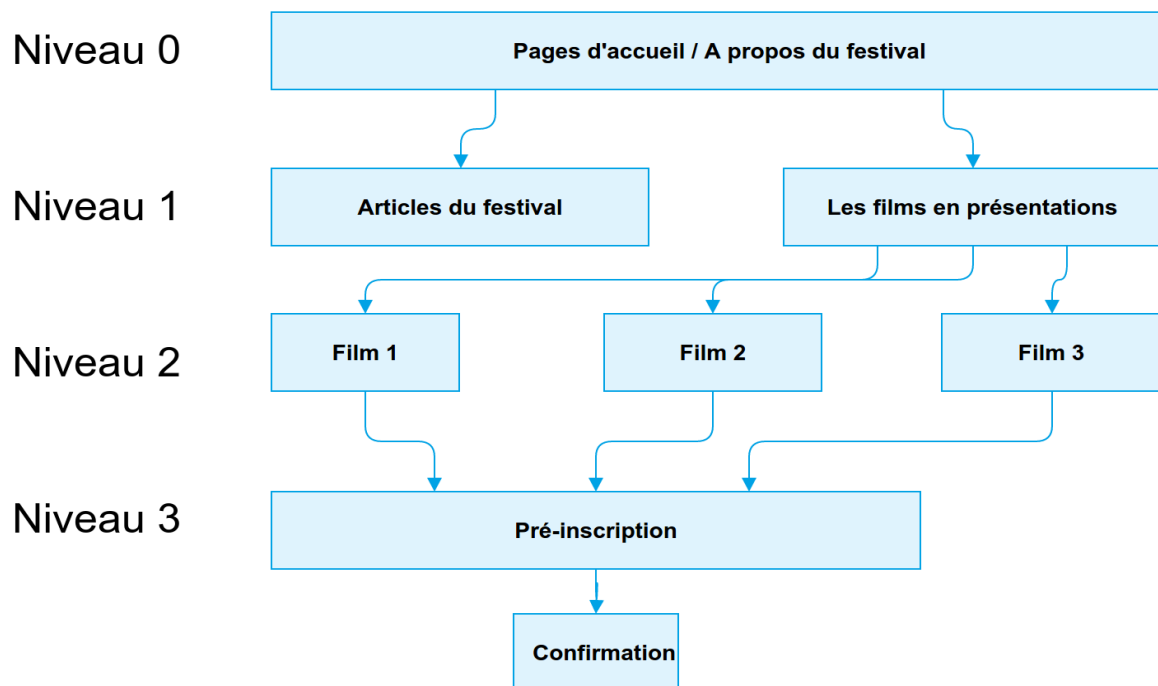 Niveau 0
Pages d'accueil / A propos du festival
Niveau 1
Articles du festival
Les films en présentations
Niveau 2
Film 1
Film 2
Film 3
Niveau 3
Pré-inscription
Confirmation